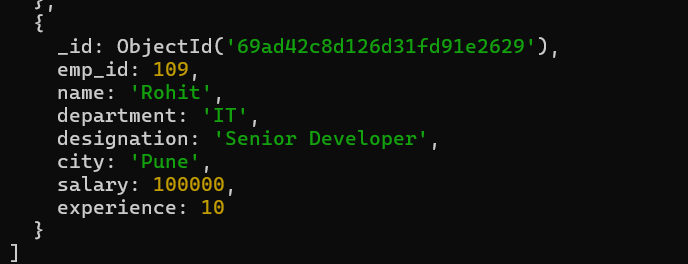 },
{
_id: ObjectId('69ad42c8d126d31fd91e2629'),
emp_id: 109,
name: 'Rohit',
department: 'IT',
designation: 'Senior Developer',
city: 'Pune',
salary: 100000,
experience: 10
}
]